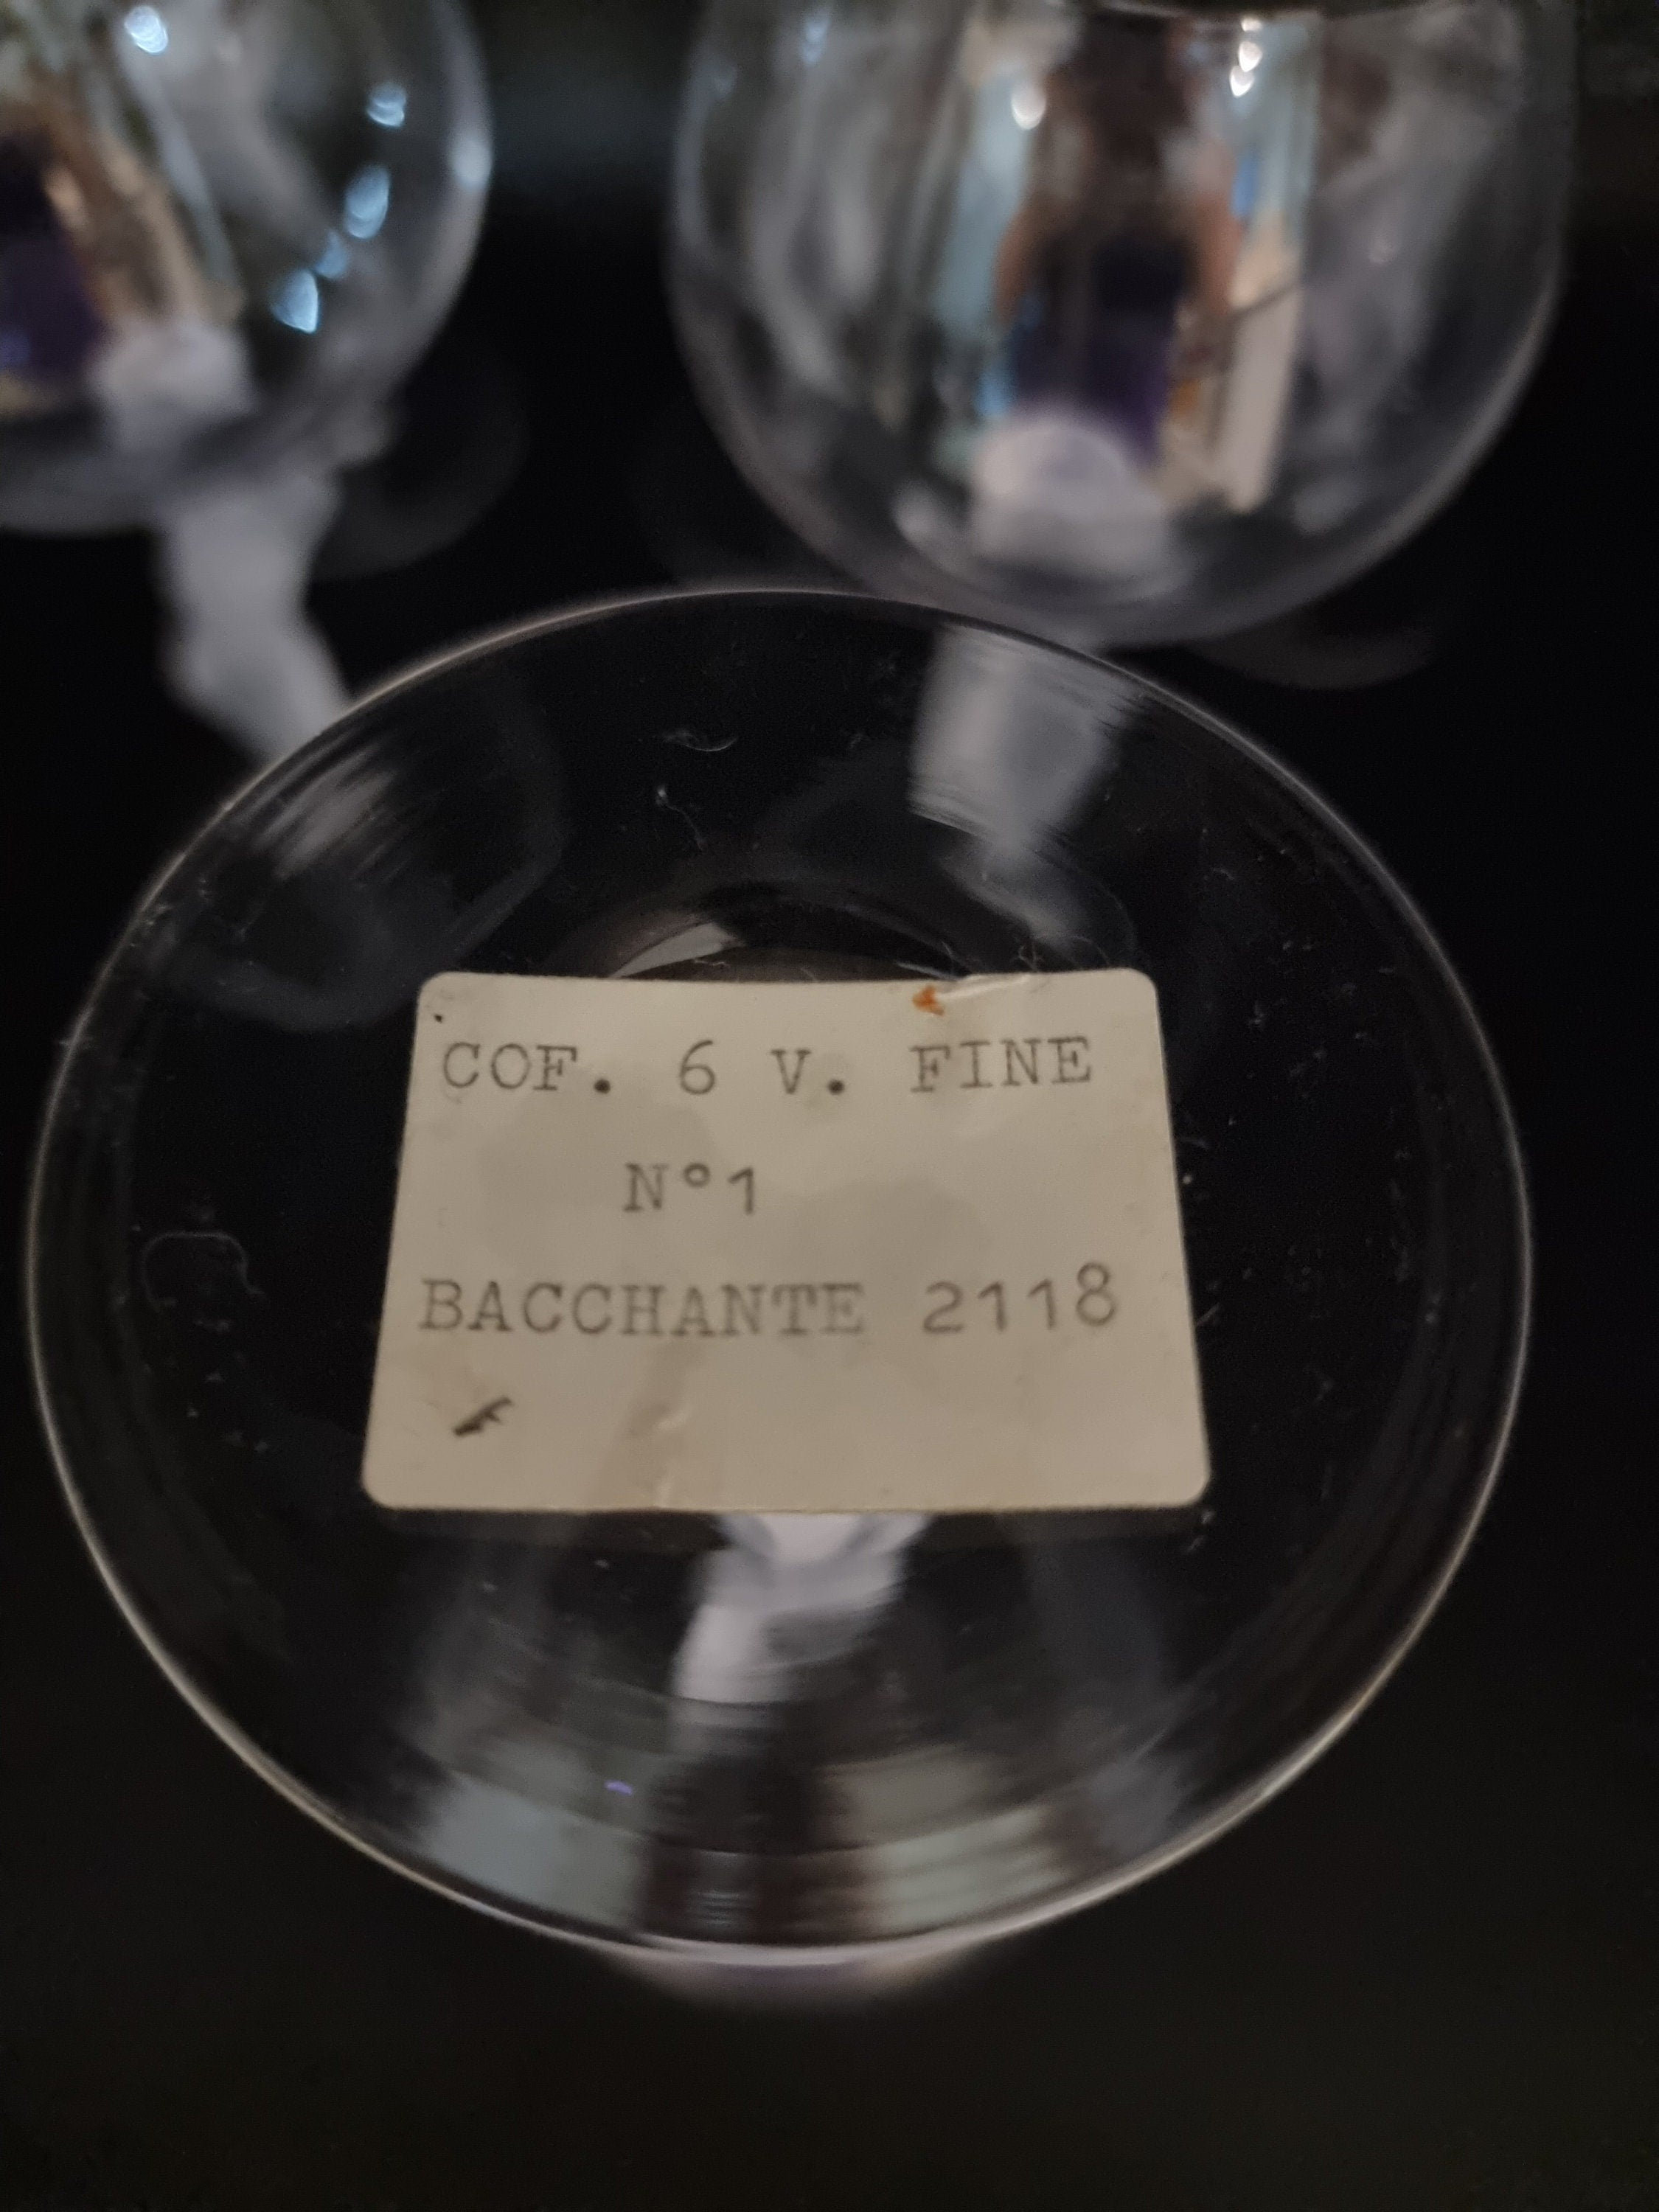 COF. 6 V. FINE
N°1
BACCHANTE 2118